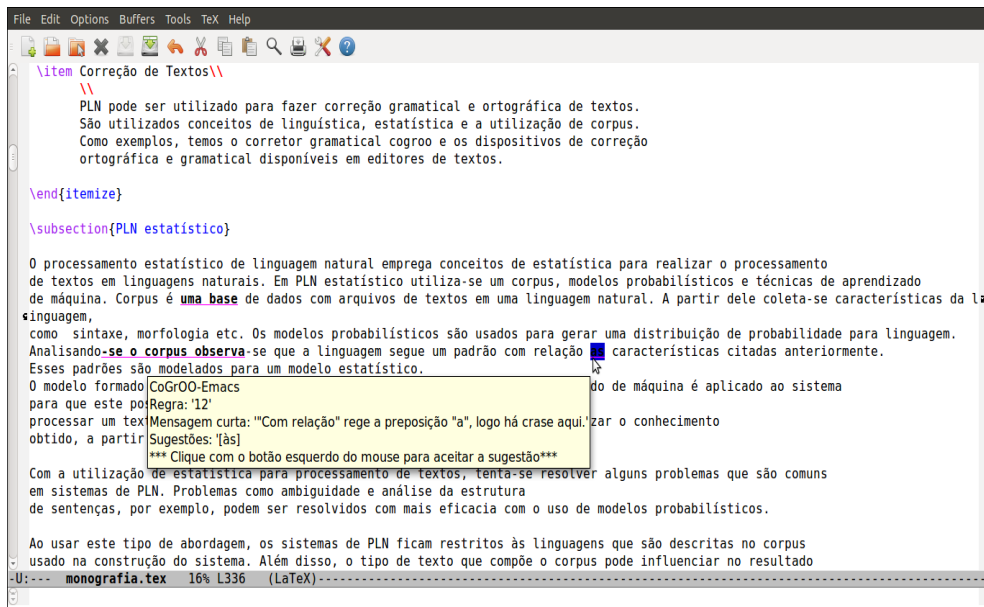 File Edit Options Buffers Tools TeX Help
\item Correção de Textos\\
\\
PLN pode ser utilizado para fazer correção gramatical e ortográfica de textos.
São utilizados conceitos de linguística, estatística e a utilização de corpus.
Como exemplos, temos o corretor gramatical cogroo e os dispositivos de correção
ortográfica e gramatical disponíveis em editores de textos.
\end{itemize}
\subsection{PLN estatístico}
O processamento estatístico de linguagem natural emprega conceitos de estatística para realizar o processamento
de textos em linguagens naturais. Em PLN estatístico utiliza-se um corpus, modelos probabilísticos e técnicas de aprendizado
de máquina. Corpus é uma base de dados com arquivos de textos em uma linguagem natural. A partir dele coleta-se características da l
inguagem,
como  sintaxe, morfologia etc. Os modelos probabilísticos são usados para gerar uma distribuição de probabilidade para linguagem.
Analisando-se o corpus observa-se que a linguagem segue um padrão com relação as características citadas anteriormente.
Esses padrões são modelados para um modelo estatístico.
O modelo formado do de máquina é aplicado ao sistema
para que este pos
processar um tex zar o conhecimento
obtido, a partir
CoGrOO-Emacs
Regra: '12'
Mensagem curta: '"Com relação" rege a preposição "a", logo há crase aqui.'
Sugestões: '[às]
*** Clique com o botão esquerdo do mouse para aceitar a sugestão***
Com a utilização de estatística para processamento de textos, tenta-se resolver alguns problemas que são comuns
em sistemas de PLN. Problemas como ambiguidade e análise da estrutura
de sentenças, por exemplo, podem ser resolvidos com mais eficacia com o uso de modelos probabilísticos.
Ao usar este tipo de abordagem, os sistemas de PLN ficam restritos às linguagens que são descritas no corpus
usado na construção do sistema. Além disso, o tipo de texto que compõe o corpus pode influenciar no resultado
-U:--- monografia.tex 16% L336 (LaTeX)